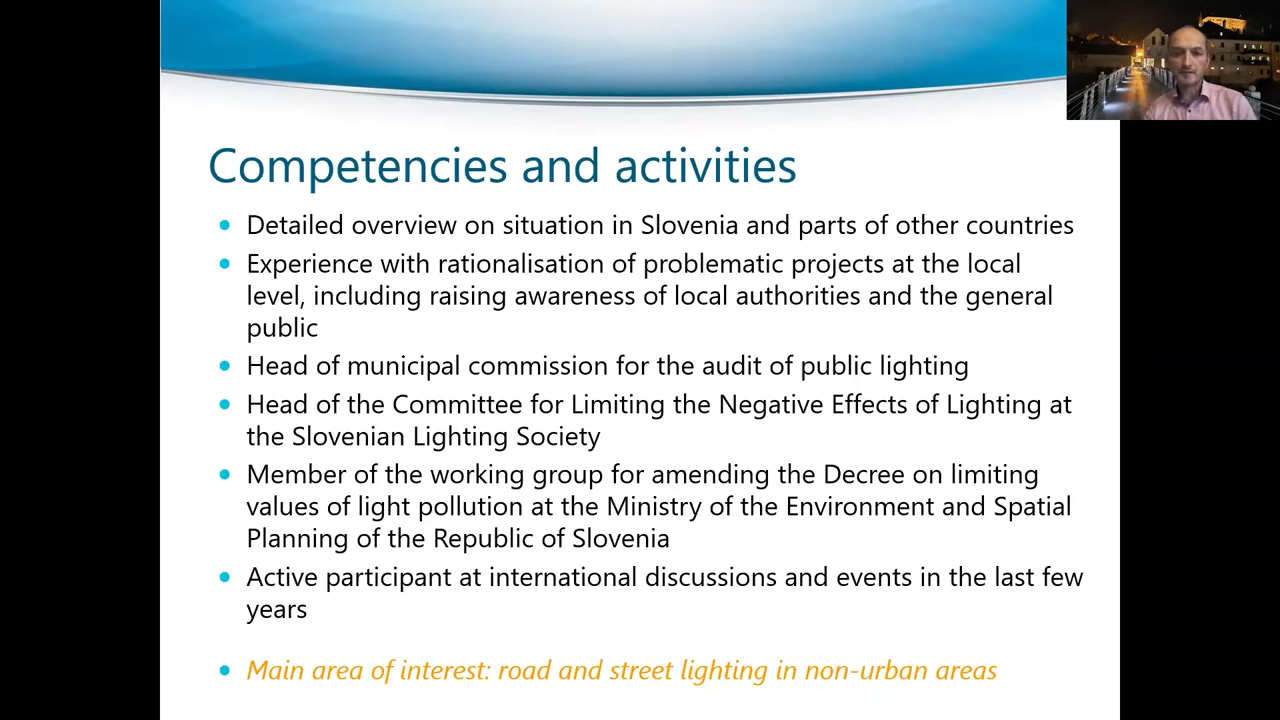 Competencies and activities
• Detailed overview on situation in Slovenia and parts of other countries
• Experience with rationalisation of problematic projects at the local
level, including raising awareness of local authorities and the general
public
• Head of municipal commission for the audit of public lighting
• Head of the Committee for Limiting the Negative Effects of Lighting at
the Slovenian Lighting Society
• Member of the working group for amending the Decree on limiting
values of light pollution at the Ministry of the Environment and Spatial
Planning of the Republic of Slovenia
• Active participant at international discussions and events in the last few
years
• Main area of interest: road and street lighting in non-urban areas